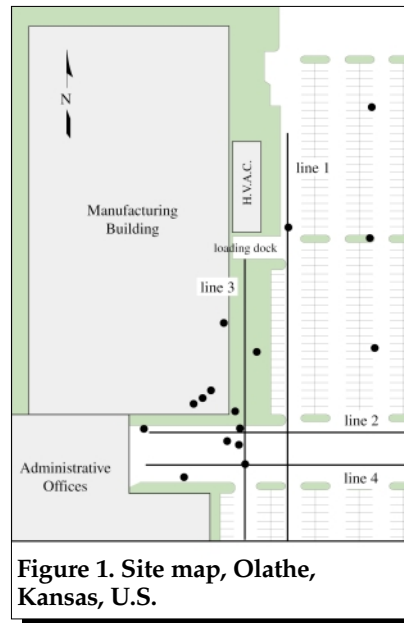 N
H.V.A.C.
line 1
Manufacturing
Building
loading dock
line 3
line 2
Administrative
Offices
line 4
Figure 1. Site map, Olathe,
Kansas, U.S.